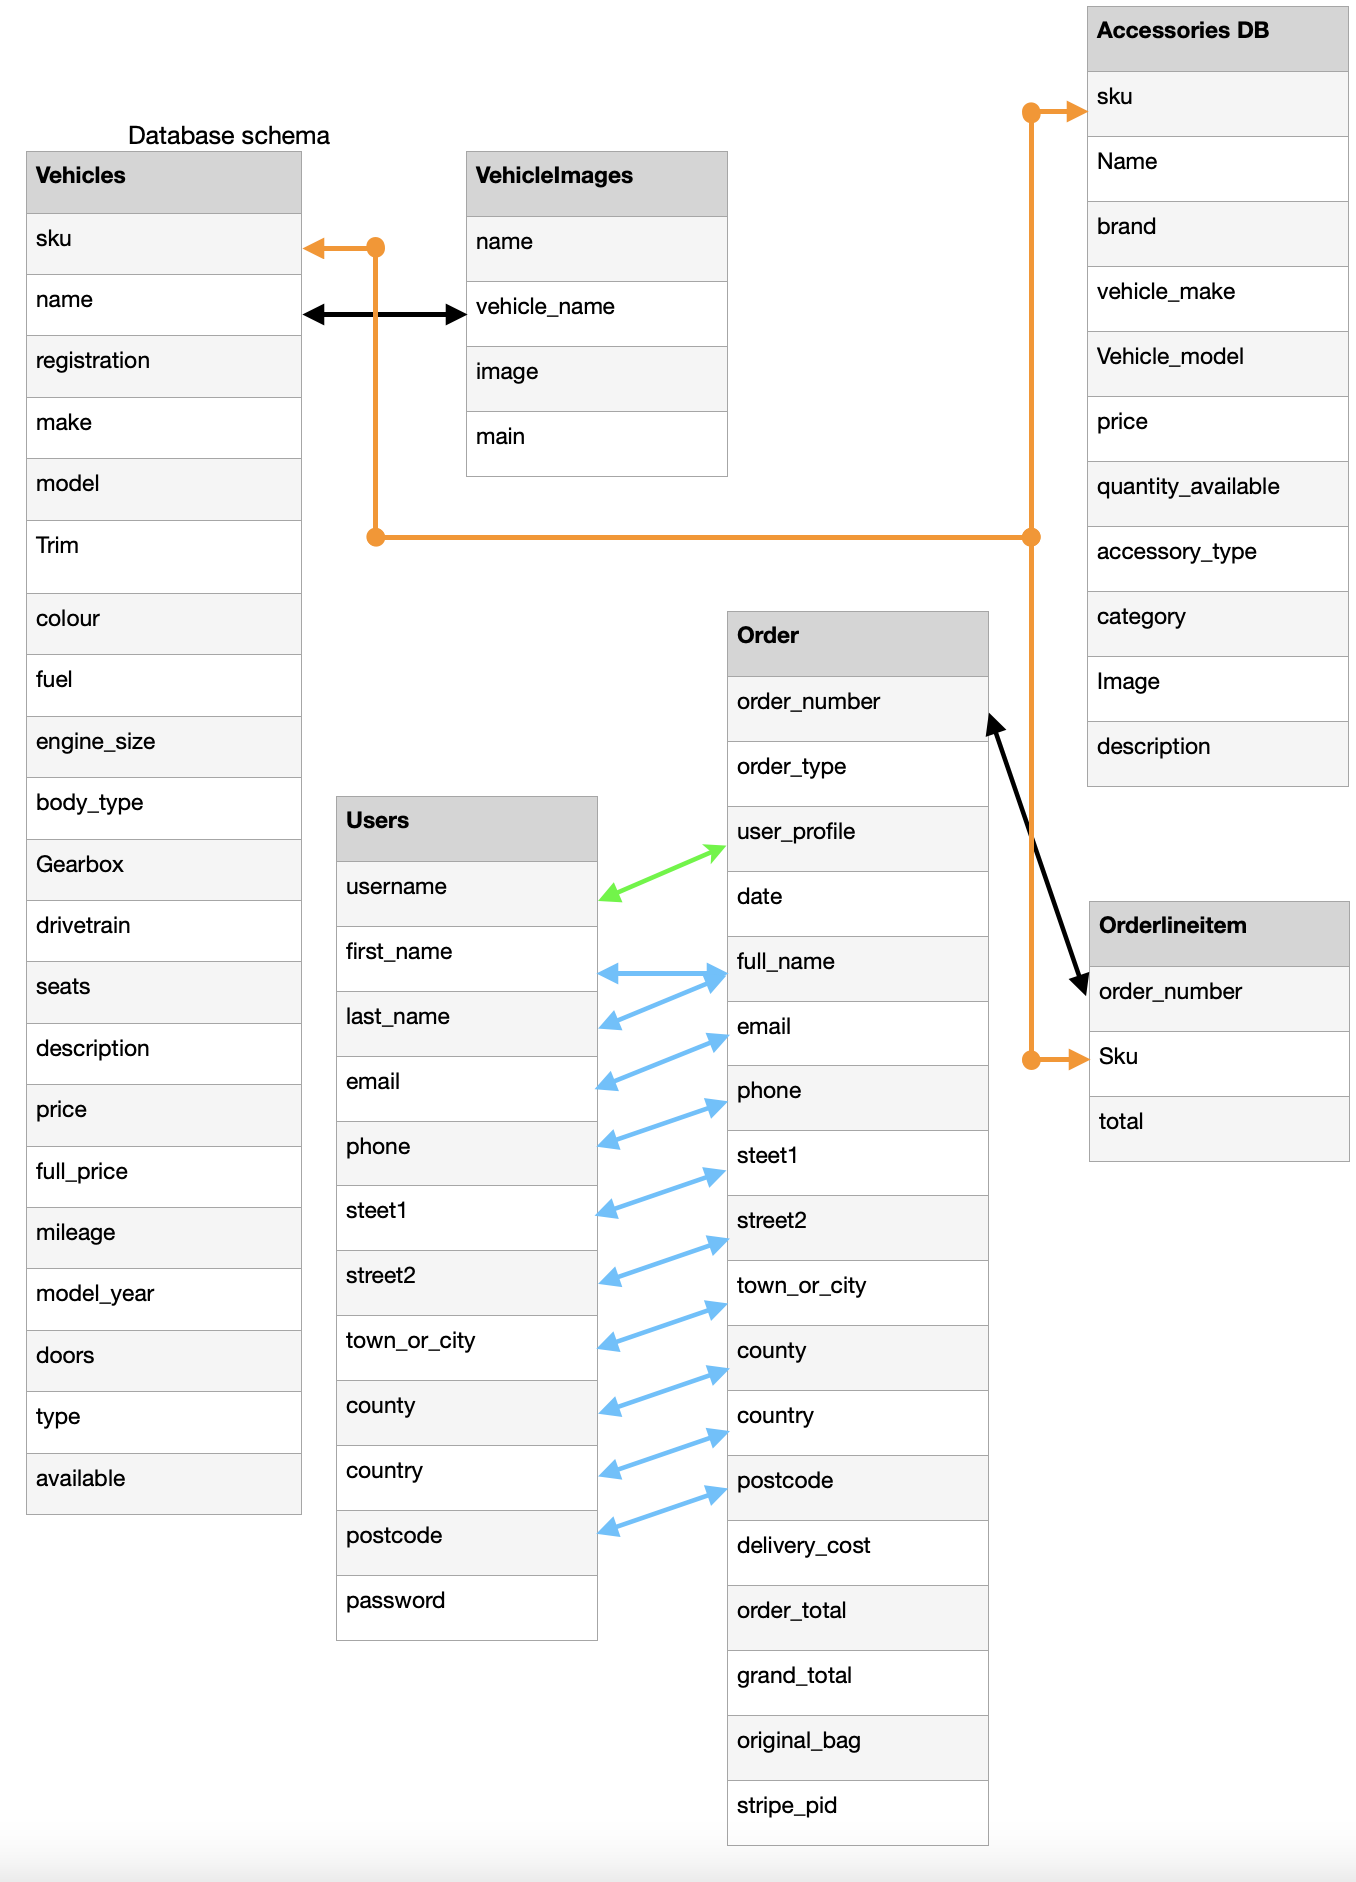 Database schema
Vehicles
sku
name
registration
make
model
Trim
colour
fuel
engine_size
body_type
Gearbox
drivetrain
seats
description
price
full_price
mileage
model_year
doors
type
available
VehicleImages
name
vehicle_name
image
main
Accessories DB
sku
Name
brand
vehicle_make
Vehicle_model
price
quantity_available
accessory_type
category
Image
description
Users
username
first_name
last_name
email
phone
steet1
street2
town_or_city
county
country
postcode
password
Order
order_number
order_type
user_profile
date
full_name
email
phone
steet1
street2
town_or_city
county
country
postcode
delivery_cost
order_total
grand_total
original_bag
stripe_pid
Orderlineitem
order_number
Sku
total